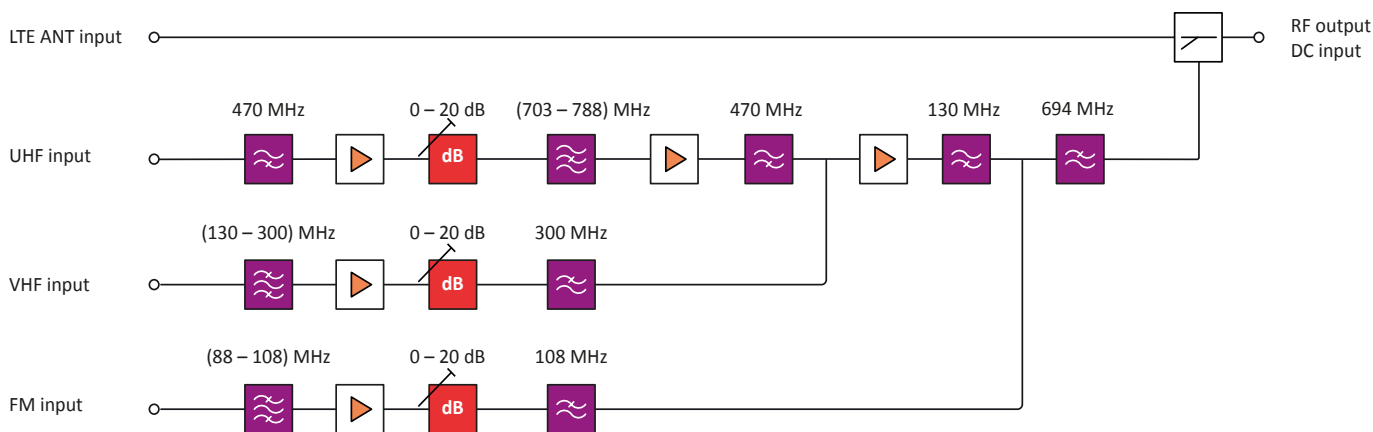 LTE ANT input
RF output
DC input
470 MHz
0 – 20 dB
(703 – 788) MHz
470 MHz
130 MHz
694 MHz
UHF input
dB
(130 – 300) MHz
0 – 20 dB
300 MHz
VHF input
dB
(88 – 108) MHz
0 – 20 dB
108 MHz
FM input
dB